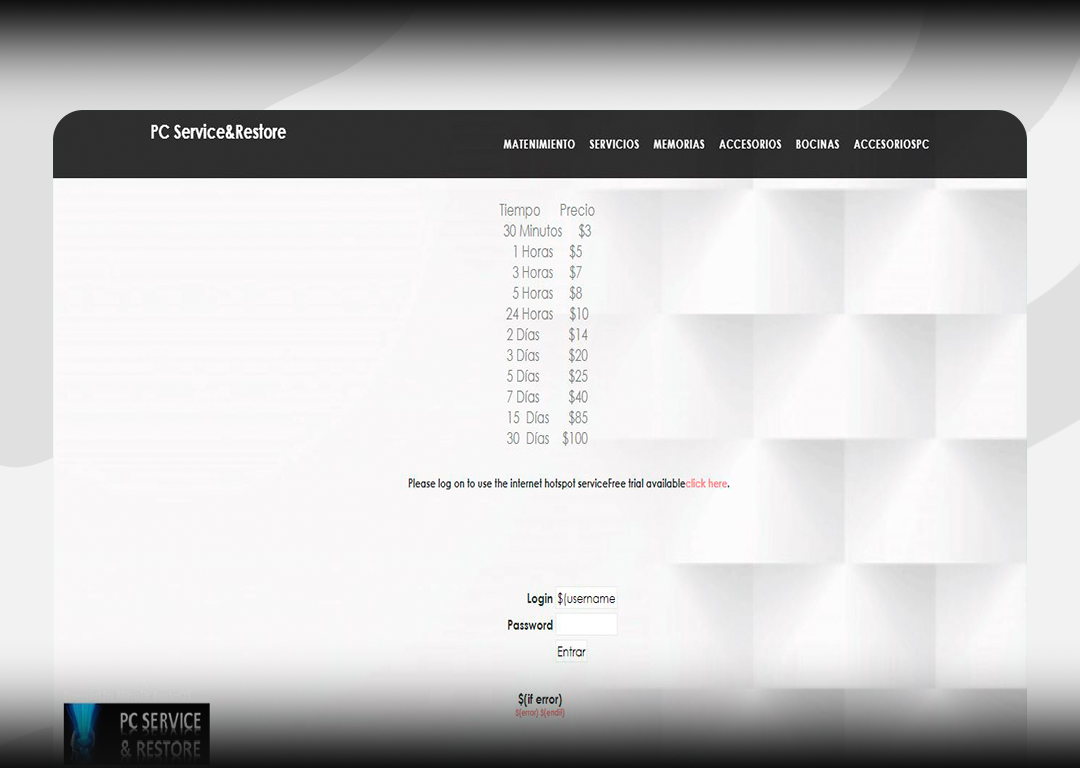 PC Service&Restore
MATENIMIENTO SERVICIOS MEMORIAS ACCESORIOS BOCINAS ACCESORIOSPC
Tiempo Precio
30 Minutos $3
1 Horas $5
3 Horas $7
5 Horas $8
24 Horas $10
2 Días $14
3 Días $20
5 Días $25
7 Días $40
15 Días $85
30 Días $100
Please log on to use the internet hotspot serviceFree trial availableclick here.
Login $(username
Password
Entrar
$(if error)
$(error) $(endif)
PC SERVICE
& RESTORE